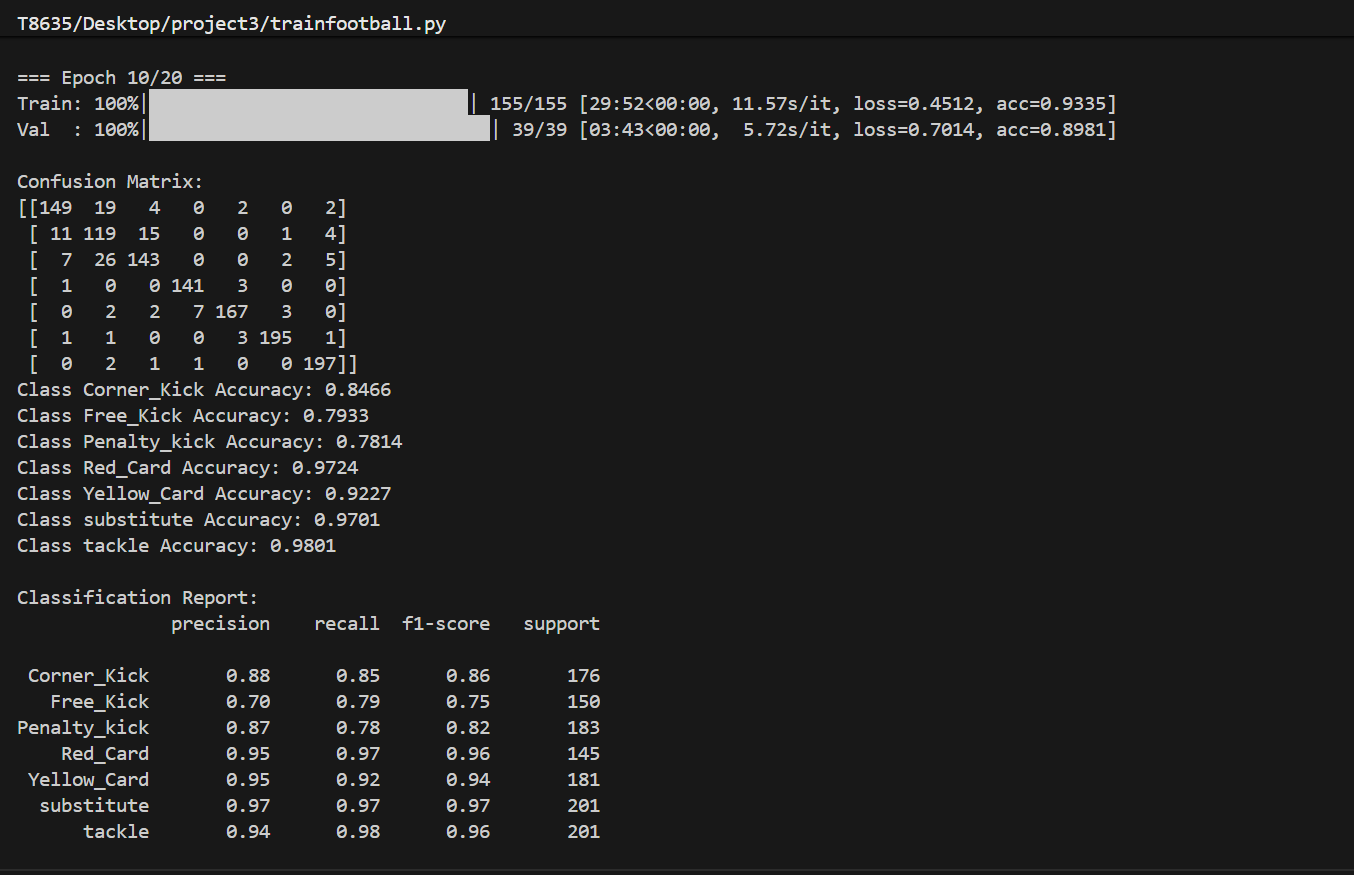 T8635/Desktop/project3/trainfootball.py
=== Epoch 10/20 ===
Train: 100%| | 155/155 [29:52<00:00, 11.57s/it, loss=0.4512, acc=0.9335]
Val  : 100%| | 39/39 [03:43<00:00,  5.72s/it, loss=0.7014, acc=0.8981]
Confusion Matrix:
[[149  19   4   0   2   0   2]
 [ 11 119  15   0   0   1   4]
 [  7  26 143   0   0   2   5]
 [  1   0   0 141   3   0   0]
 [  0   2   2   7 167   3   0]
 [  1   1   0   0   3 195   1]
 [  0   2   1   1   0   0 197]]
Class Corner_Kick Accuracy: 0.8466
Class Free_Kick Accuracy: 0.7933
Class Penalty_kick Accuracy: 0.7814
Class Red_Card Accuracy: 0.9724
Class Yellow_Card Accuracy: 0.9227
Class substitute Accuracy: 0.9701
Class tackle Accuracy: 0.9801
Classification Report:
              precision    recall  f1-score   support
 Corner_Kick       0.88      0.85      0.86       176
   Free_Kick       0.70      0.79      0.75       150
Penalty_kick       0.87      0.78      0.82       183
    Red_Card       0.95      0.97      0.96       145
 Yellow_Card       0.95      0.92      0.94       181
  substitute       0.97      0.97      0.97       201
      tackle       0.94      0.98      0.96       201